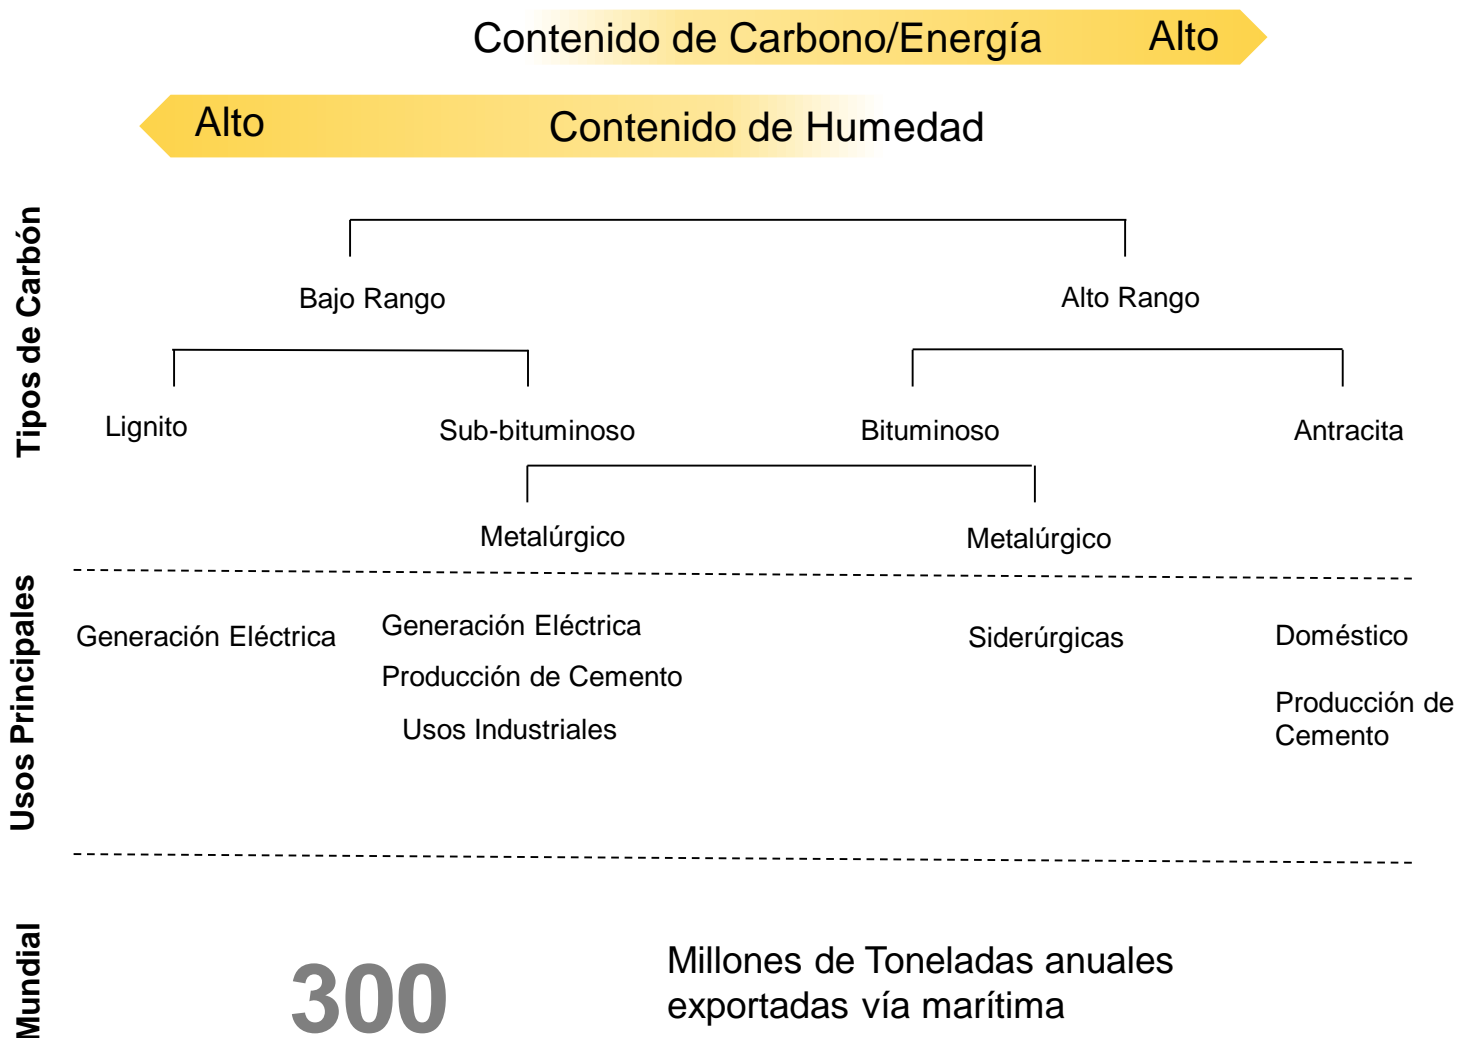 Contenido de Carbono/Energía Alto
Alto Contenido de Humedad
Tipos de Carbón
Bajo Rango
Alto Rango
Lignito
Sub-bituminoso
Bituminoso
Antracita
Metalúrgico
Metalúrgico
Usos Principales
Generación Eléctrica
Generación Eléctrica
Producción de Cemento
Usos Industriales
Siderúrgicas
Doméstico
Producción de
Cemento
Mundial
300
Millones de Toneladas anuales
exportadas vía marítima